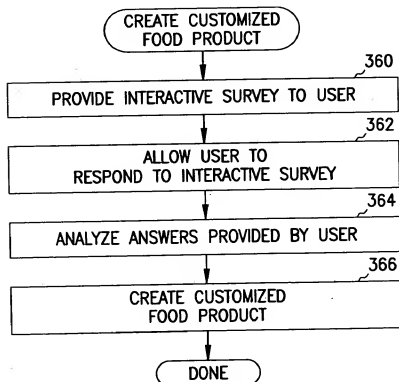 CREATE CUSTOMIZED
FOOD PRODUCT
360
PROVIDE INTERACTIVE SURVEY TO USER
362
ALLOW USER TO
RESPOND TO INTERACTIVE SURVEY
364
ANALYZE ANSWERS PROVIDED BY USER
366
CREATE CUSTOMIZED
FOOD PRODUCT
DONE